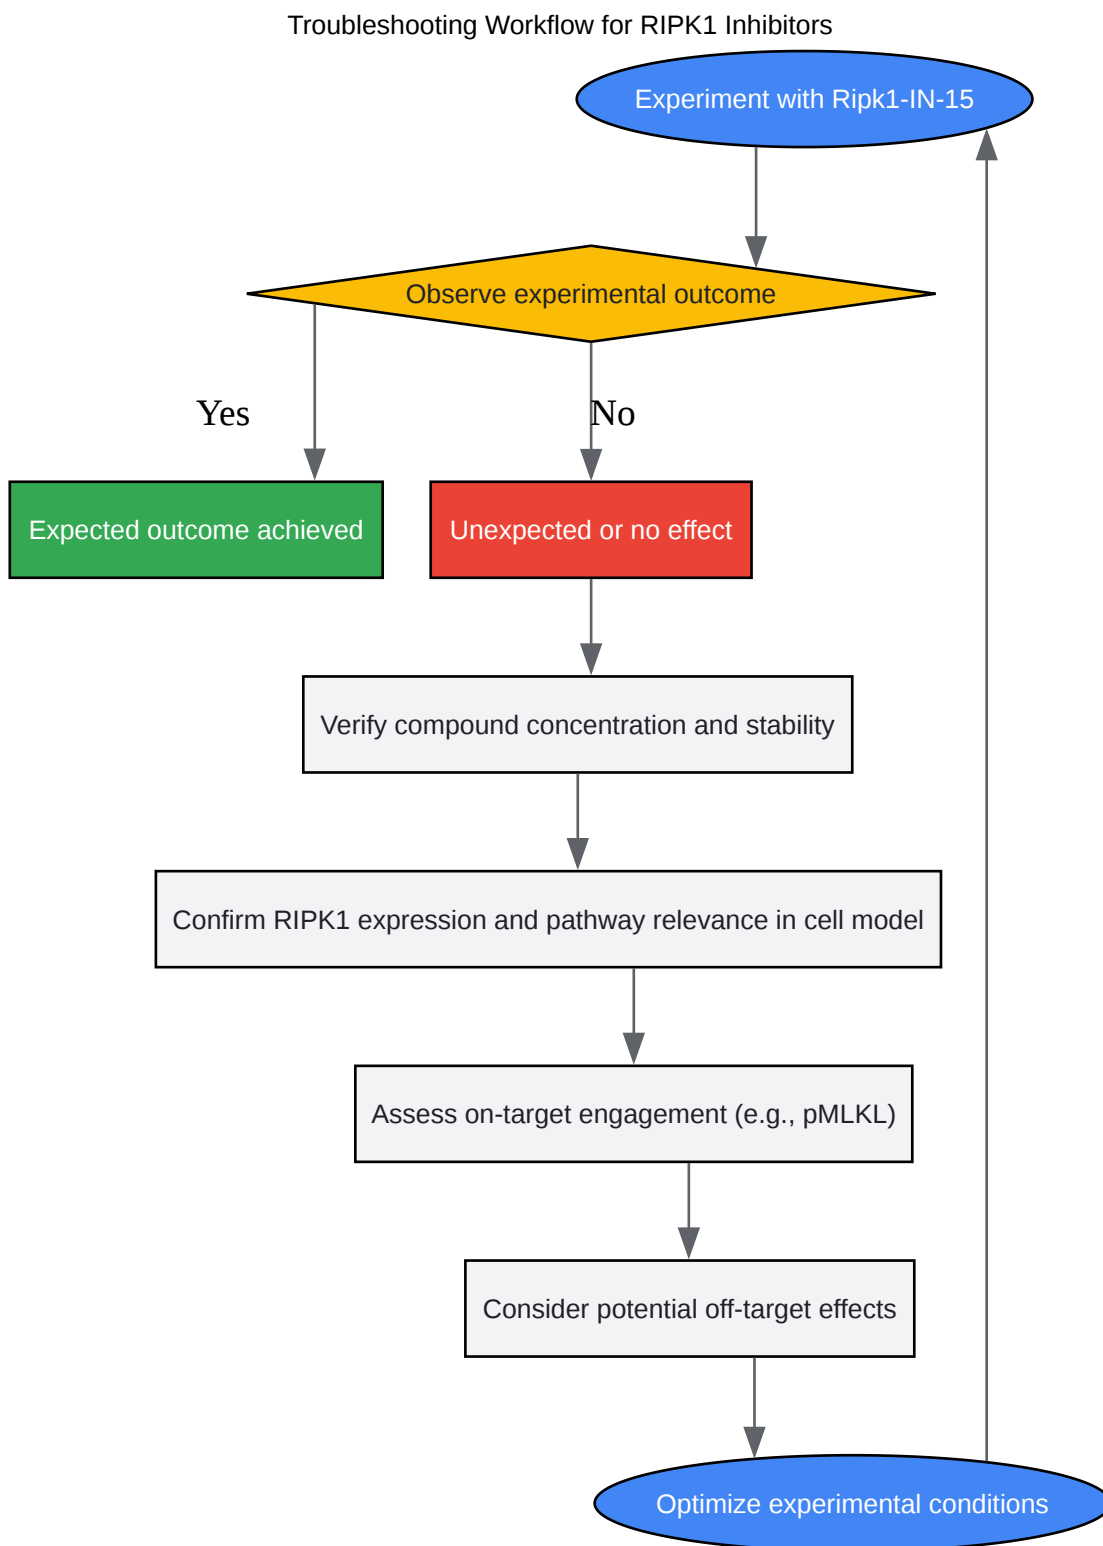 Troubleshooting Workflow for RIPK1 Inhibitors
Experiment with Ripk1-IN-15
Observe experimental outcome
Yes
No
Expected outcome achieved
Unexpected or no effect
Verify compound concentration and stability
Confirm RIPK1 expression and pathway relevance in cell model
Assess on-target engagement (e.g., pMLKL)
Consider potential off-target effects
Optimize experimental conditions